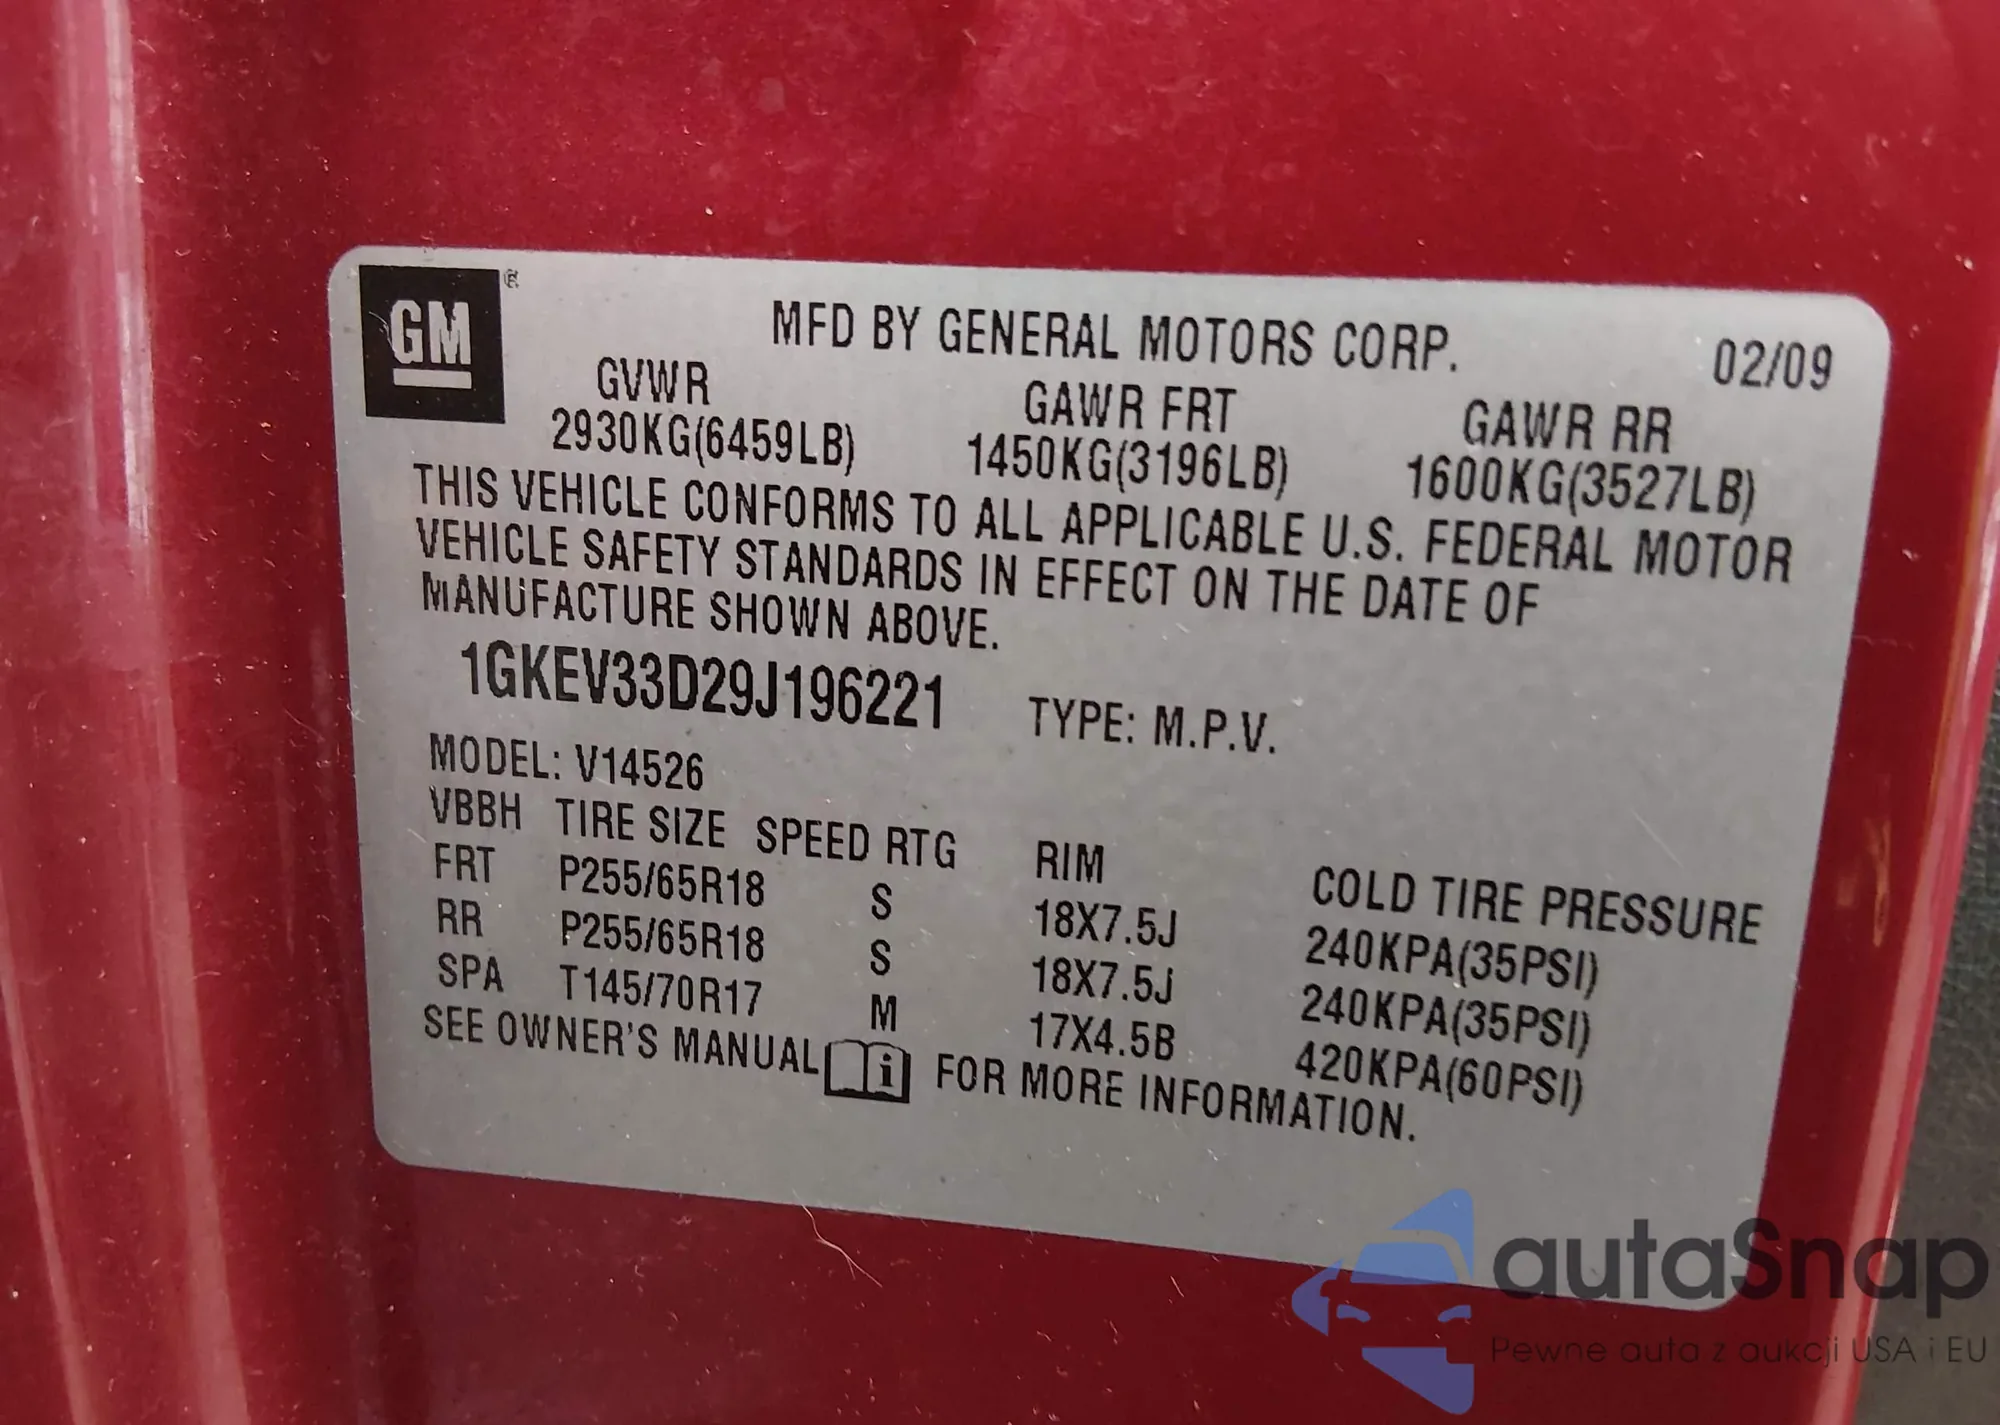 GM ®
MFD BY GENERAL MOTORS CORP. 02/09
GVWR GAWR FRT GAWR RR
2930KG(6459LB) 1450KG(3196LB) 1600KG(3527LB)
THIS VEHICLE CONFORMS TO ALL APPLICABLE U.S. FEDERAL MOTOR
VEHICLE SAFETY STANDARDS IN EFFECT ON THE DATE OF
MANUFACTURE SHOWN ABOVE.
1GKEV33D29J196221 TYPE: M.P.V.
MODEL: V14526
VBBH TIRE SIZE SPEED RTG RIM COLD TIRE PRESSURE
FRT P255/65R18 S 18X7.5J 240KPA(35PSI)
RR P255/65R18 S 18X7.5J 240KPA(35PSI)
SPA T145/70R17 M 17X4.5B 420KPA(60PSI)
SEE OWNER'S MANUAL i FOR MORE INFORMATION.
autaSnap
Pewne auta z aukcji USA i EU